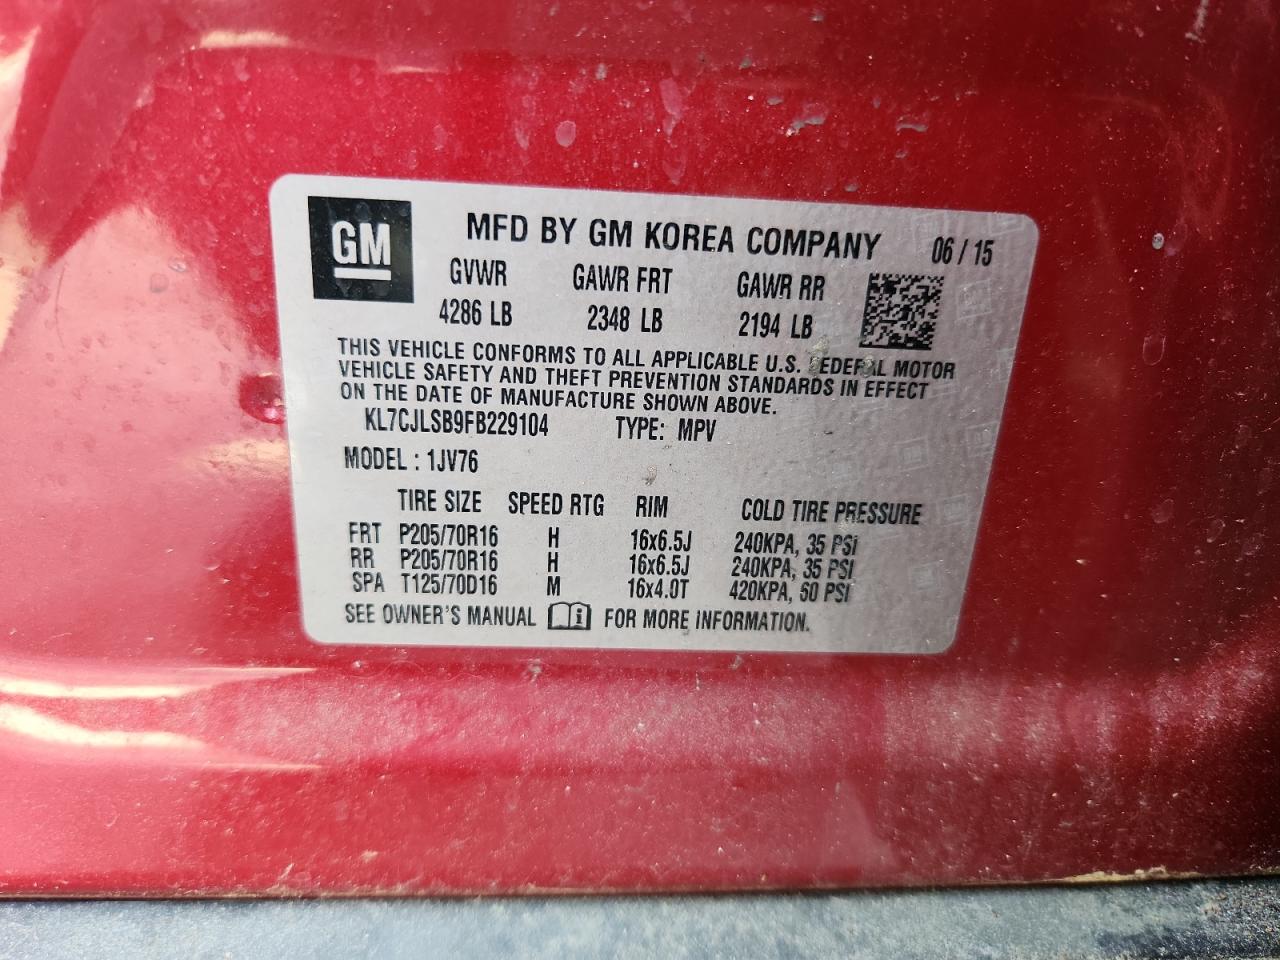 GM
MFD BY GM KOREA COMPANY 06 / 15
GVWR GAWR FRT GAWR RR
4286 LB 2348 LB 2194 LB
THIS VEHICLE CONFORMS TO ALL APPLICABLE U.S. FEDERAL MOTOR
VEHICLE SAFETY AND THEFT PREVENTION STANDARDS IN EFFECT
ON THE DATE OF MANUFACTURE SHOWN ABOVE.
KL7CJLSB9FB229104 TYPE: MPV
MODEL : 1JV76
TIRE SIZE SPEED RTG RIM COLD TIRE PRESSURE
FRT P205/70R16 H 16x6.5J 240KPA, 35 PSI
RR P205/70R16 H 16x6.5J 240KPA, 35 PSI
SPA T125/70D16 M 16x4.0T 420KPA, 60 PSI
SEE OWNER'S MANUAL i FOR MORE INFORMATION.